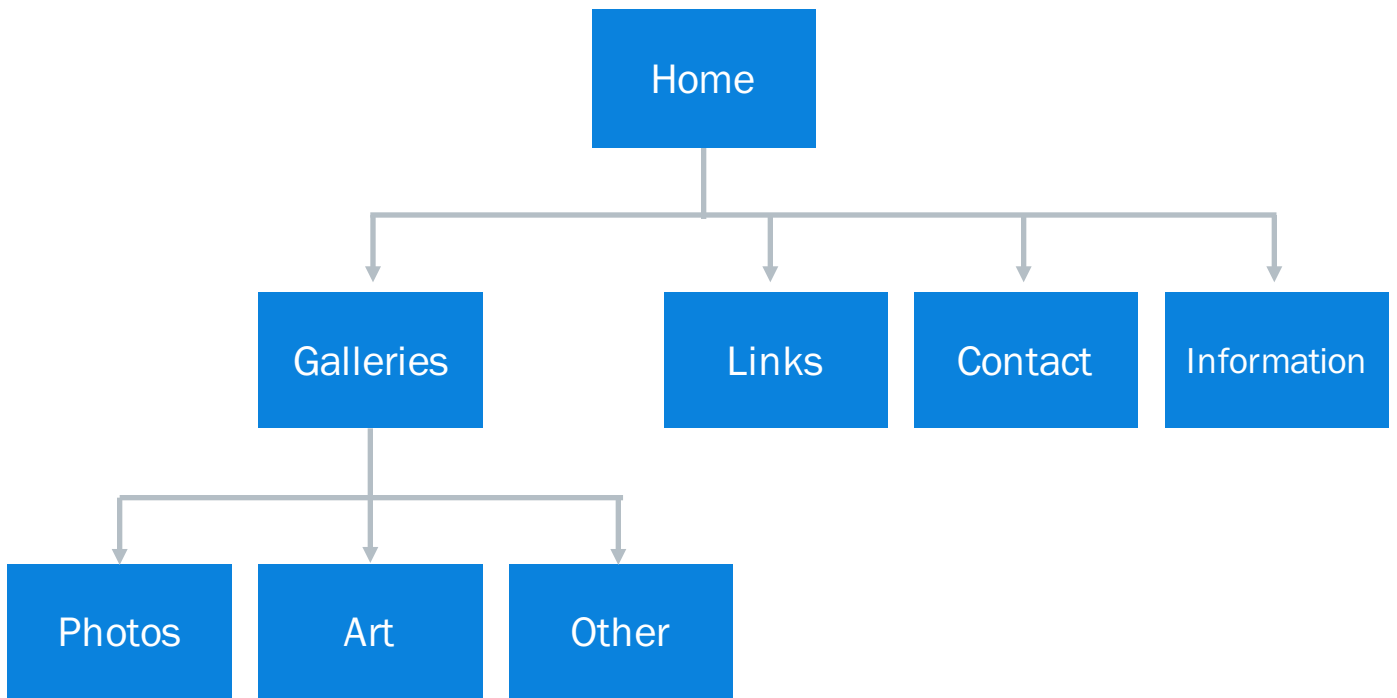 Home
Galleries
Links
Contact
Information
Photos
Art
Other